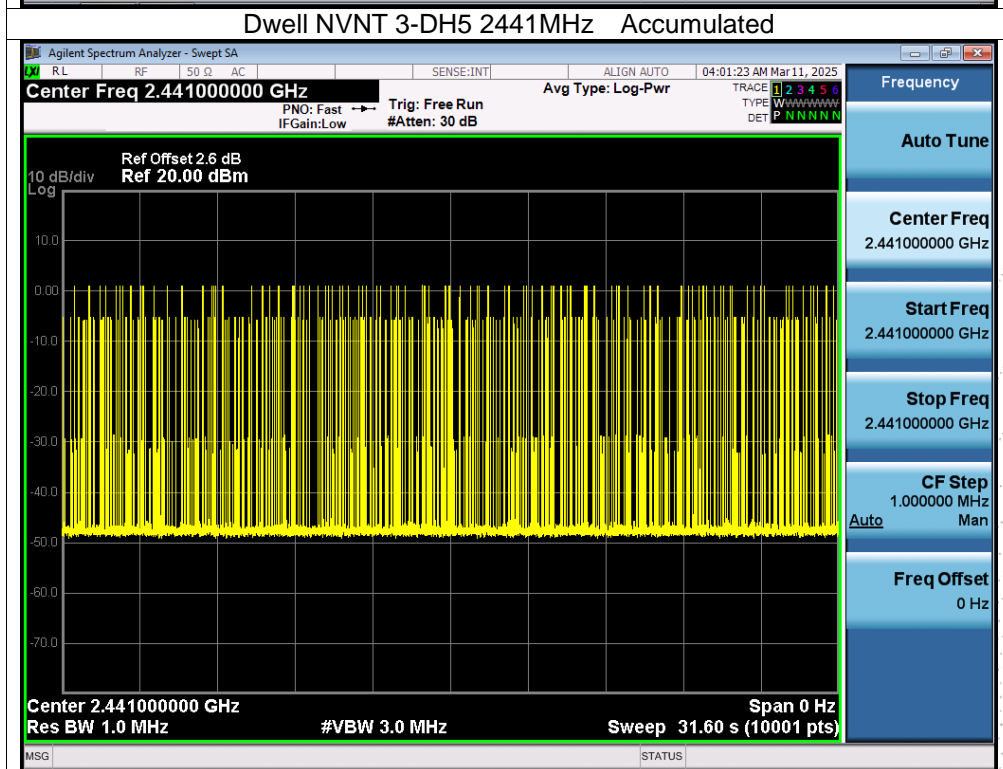 Dwell NVNT 3-DH5 2441MHz Accumulated
Agilent Spectrum Analyzer - Swept SA
LXI RL RF 50 Ω AC SENSE:INT ALIGN AUTO 04:01:23 AM Mar 11, 2025
Center Freq 2.441000000 GHz
Avg Type: Log-Pwr
TRACE 1 2 3 4 5 6
PNO: Fast
Trig: Free Run
TYPE WWWWWWW
IFGain:Low
#Atten: 30 dB
DET P N N N N N
Ref Offset 2.6 dB
10 dB/div Ref 20.00 dBm
Log
10.0
0.00
-10.0
-20.0
-30.0
-40.0
-50.0
-60.0
-70.0
Center 2.441000000 GHz Span 0 Hz
Res BW 1.0 MHz #VBW 3.0 MHz Sweep 31.60 s (10001 pts)
MSG STATUS
Frequency
Auto Tune
Center Freq
2.441000000 GHz
Start Freq
2.441000000 GHz
Stop Freq
2.441000000 GHz
CF Step
1.000000 MHz
Auto Man
Freq Offset
0 Hz